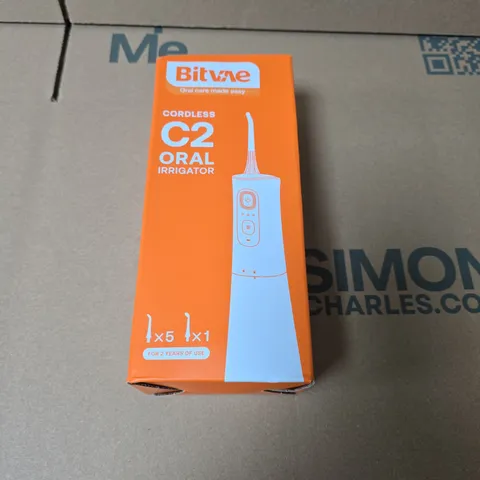 Me
Bitvae
Oral care made easy
CORDLESS
C2
ORAL
IRRIGATOR
x5 x1
FOR 2 YEARS OF USE
SIMON
CHARLES.CO